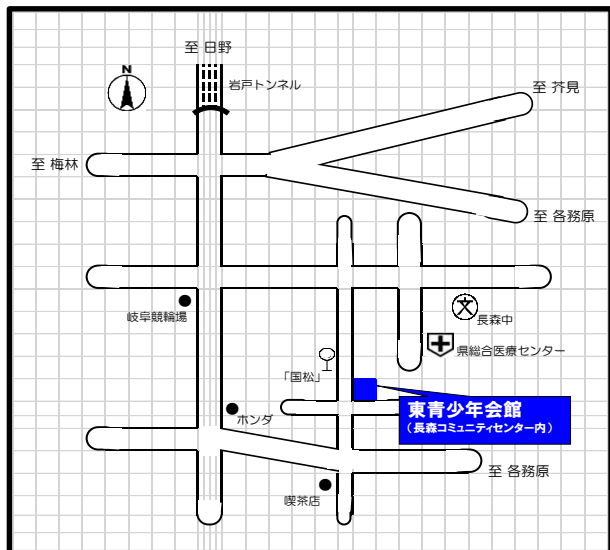 至 日野
N
岩戸トンネル
至 芥見
至 梅林
至 各務原
岐阜競輪場
文
長森中
県総合医療センター
「国松」
東青少年会館
（長森コミュニティセンター内）
ホンダ
至 各務原
喫茶店